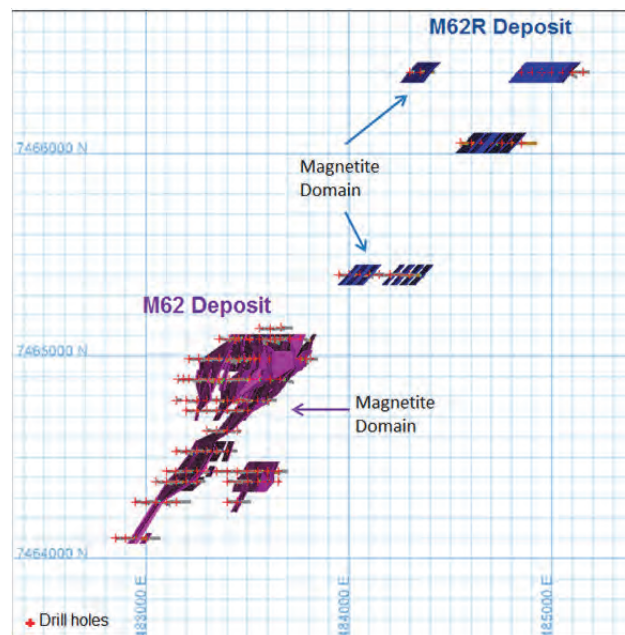 M62R Deposit
7466000 N
Magnetite
Domain
M62 Deposit
7465000 N
Magnetite
Domain
7464000 N
483000 E
484000 E
485000 E
Drill holes